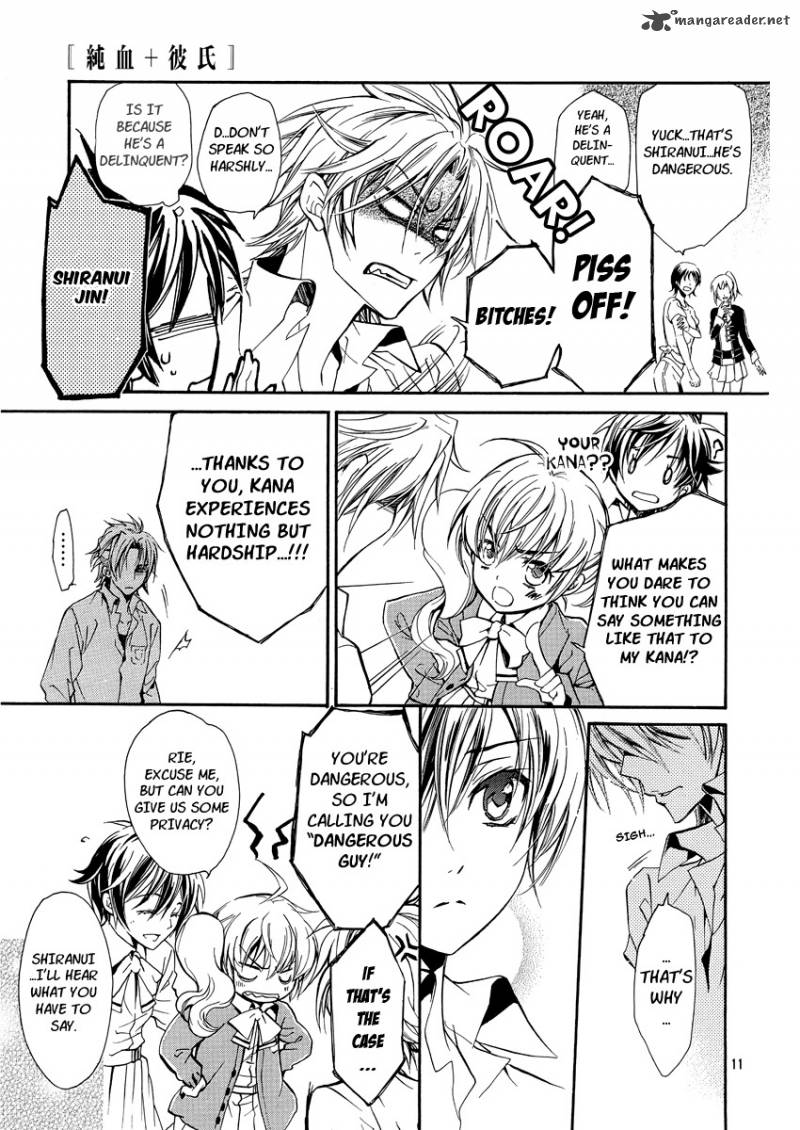 mangareader.net
[純血+彼氏]
YUCK...THAT'S
SHIRANUI...HE'S
DANGEROUS.
YEAH,
HE'S A
DELIN-
QUENT...
PISS
OFF!
BITCHES!
ROAR!
D...DON'T
SPEAK SO
HARSHLY...
IS IT
BECAUSE
HE'S A
DELINQUENT?
SHIRANUI
JIN!
YOUR
KANA??
?
WHAT MAKES
YOU DARE TO
THINK YOU CAN
SAY SOMETHING
LIKE THAT TO
MY KANA!?
...THANKS TO
YOU, KANA
EXPERIENCES
NOTHING BUT
HARDSHIP...!!!
......
SIGH...
...
THAT'S
WHY
...
YOU'RE
DANGEROUS,
SO I'M
CALLING YOU
"DANGEROUS
GUY!"
IF
THAT'S
THE
CASE
...
RIE,
EXCUSE ME,
BUT CAN YOU
GIVE US SOME
PRIVACY?
SHIRANUI
...I'LL HEAR
WHAT YOU
HAVE TO
SAY.
11